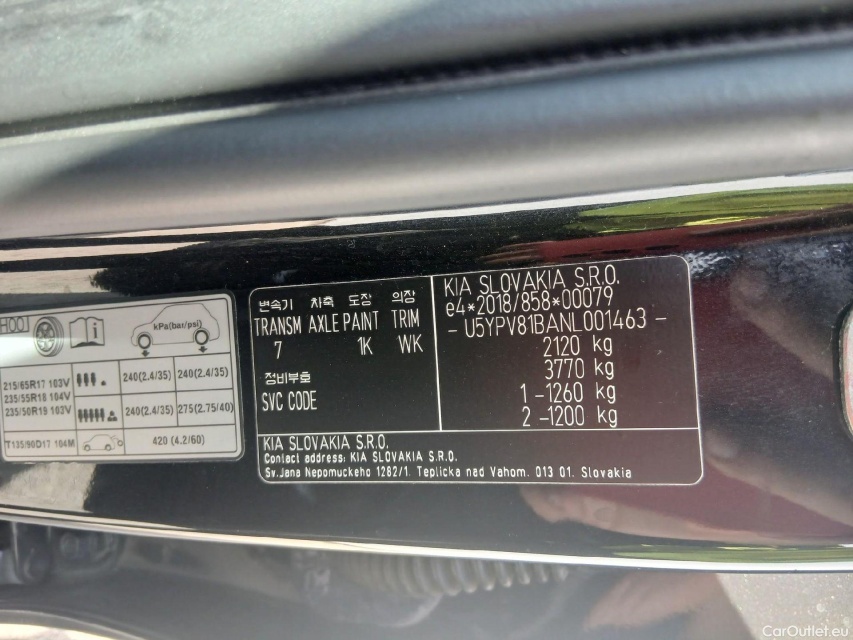 HQQI
kPa(bar/psi)
215/65R17 103V
235/55R18 104V
235/50R19 103V
240(2.4/35) 240(2.4/35)
240(2.4/35) 275(2.75/40)
T135/90D17 104M 420 (4.2/60)
변속기 차축 도장 의장
TRANSM AXLE PAINT TRIM
7 1K WK
정비부호
SVC CODE
KIA SLOVAKIA S.R.O.
e4*2018/858*00079
- U5YPV81BANL001463 -
2120 kg
3770 kg
1 -1260 kg
2 -1200 kg
KIA SLOVAKIA S.R.O.
Contact address: KIA SLOVAKIA S.R.O.
Sv.Jana Nepomuckeho 1282/1. Teplicka nad Vahom. 013 01. Slovakia
CarOutlet.eu